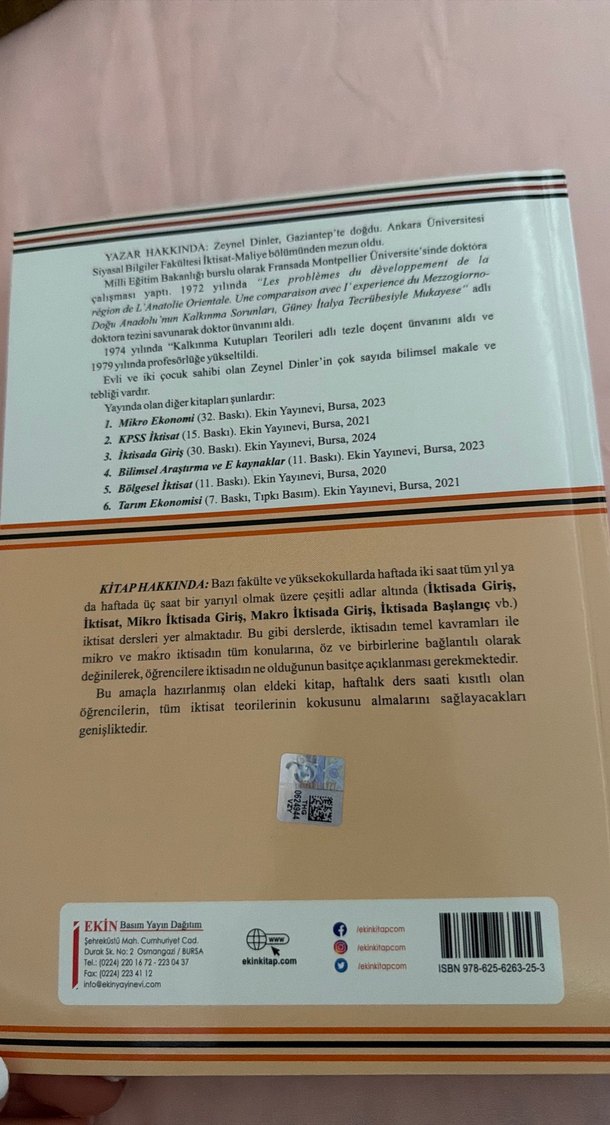 YAZAR HAKKINDA: Zeynel Dinler, Gaziantep'te doğdu. Ankara Üniversitesi
Siyasal Bilgiler Fakültesi İktisat-Maliye bölümünden mezun oldu.
Milli Eğitim Bakanlığı burslu olarak Fransada Montpellier Üniversite'sinde doktora
çalışması yaptı. 1972 yılında "Les problèmes du dèveloppement de la
région de L'Anatolie Orientale. Une comparaison avec l'experience du Mezzogiorno-
Doğu Anadolu'nın Kalkınma Sorunları, Güney İtalya Tecrübesiyle Mukayese" adlı
doktora tezini savunarak doktor ünvanını aldı.
1974 yılında "Kalkınma Kutupları Teorileri adlı tezle doçent ünvanını aldı ve
1979 yılında profesörlüğe yükseltildi.
Evli ve iki çocuk sahibi olan Zeynel Dinler'in çok sayıda bilimsel makale ve
tebliği vardır.
Yayında olan diğer kitapları şunlardır:
1. Mikro Ekonomi (32. Baskı). Ekin Yayınevi, Bursa, 2023
2. KPSS İktisat (15. Baskı). Ekin Yayınevi, Bursa, 2021
3. İktisada Giriş (30. Baskı). Ekin Yayınevi, Bursa, 2024
4. Bilimsel Araştırma ve E kaynaklar (11. Baskı). Ekin Yayınevi, Bursa, 2023
5. Bölgesel İktisat (11. Baskı). Ekin Yayınevi, Bursa, 2020
6. Tarım Ekonomisi (7. Baskı, Tıpkı Basım). Ekin Yayınevi, Bursa, 2021
KİTAP HAKKINDA: Bazı fakülte ve yüksekokullarda haftada iki saat tüm yıl ya
da haftada üç saat bir yarıyıl olmak üzere çeşitli adlar altında (İktisada Giriş,
İktisat, Mikro İktisada Giriş, Makro İktisada Giriş, İktisada Başlangıç vb.)
iktisat dersleri yer almaktadır. Bu gibi derslerde, iktisadın temel kavramları ile
mikro ve makro iktisadın tüm konularına, öz ve birbirlerine bağlantılı olarak
değinilerek, öğrencilere iktisadın ne olduğunun basitçe açıklanması gerekmektedir.
Bu amaçla hazırlanmış olan eldeki kitap, haftalık ders saati kısıtlı olan
öğrencilerin, tüm iktisat teorilerinin kokusunu almalarını sağlayacakları
genişliktedir.
THG
VZY
0624944
EKİN Basım Yayın Dağıtım
Şehreküstü Mah. Cumhuriyet Cad.
Durak Sk. No: 2 Osmangazi / BURSA
Tel.: (0224) 220 16 72 - 223 04 37
Fax: (0224) 223 41 12
info@ekinyayinevi.com
www
ekinkitap.com
/ekinkitapcom
/ekinkitapcom
/ekinkitapcom
ISBN 978-625-6263-25-3